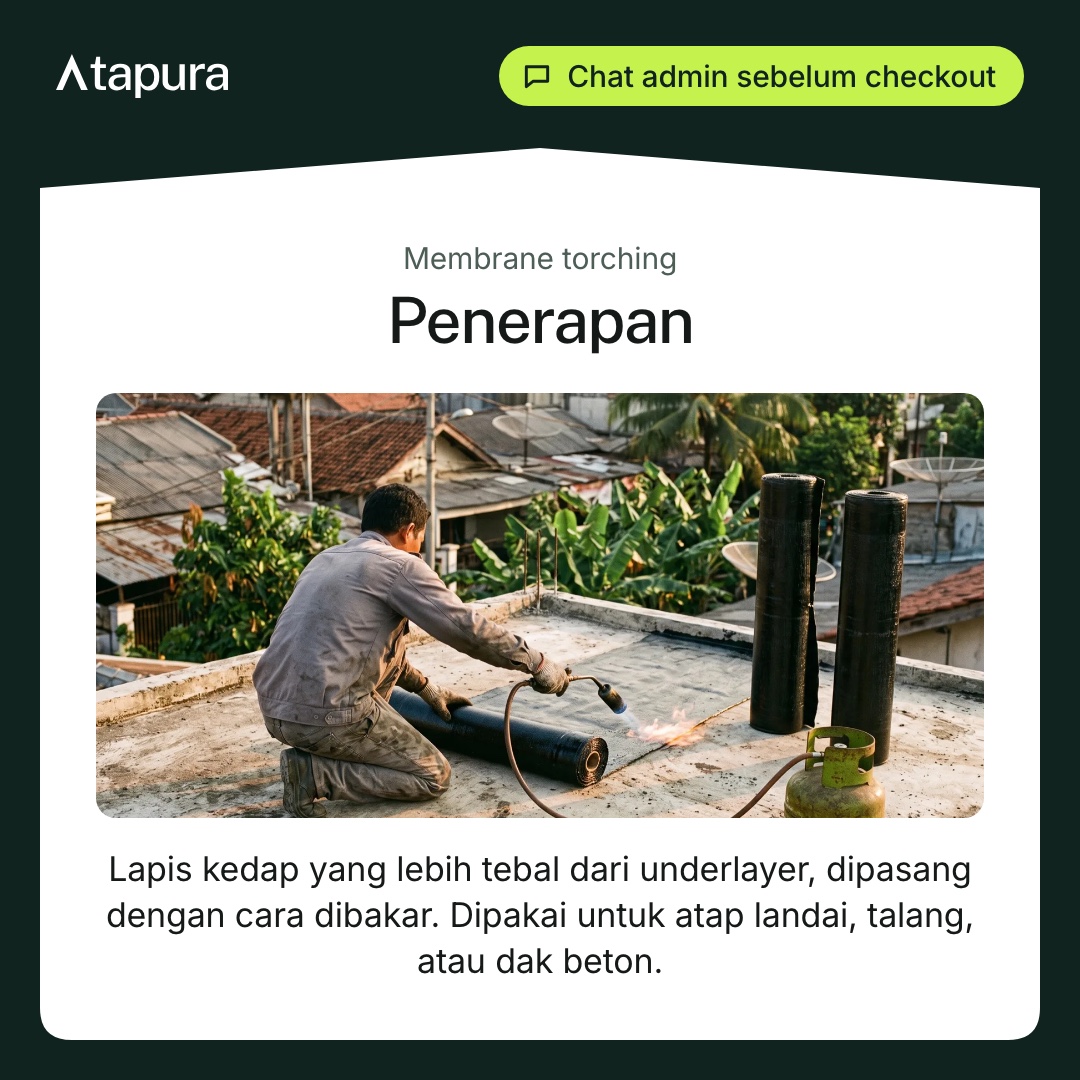 Atapura
Chat admin sebelum checkout
Membrane torching
Penerapan
Lapis kedap yang lebih tebal dari underlayer, dipasang
dengan cara dibakar. Dipakai untuk atap landai, talang,
atau dak beton.